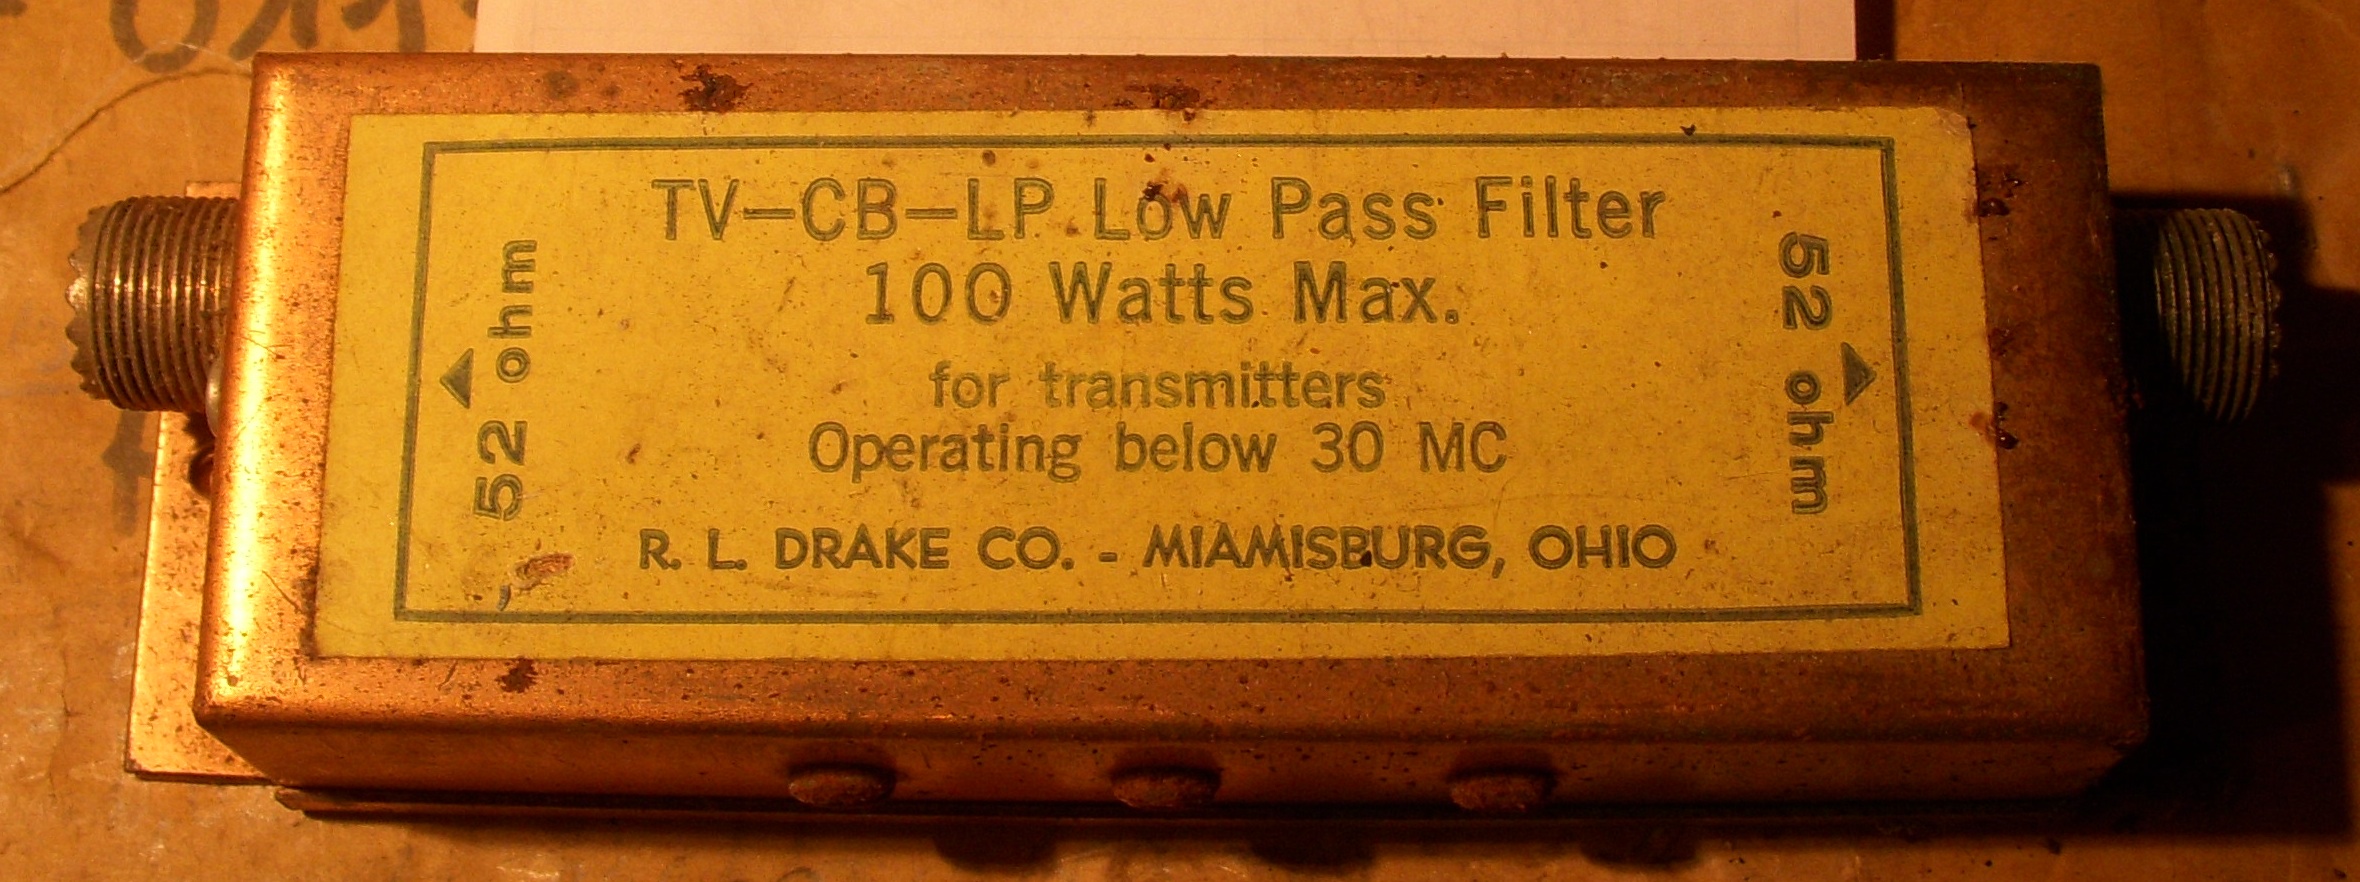 TV–CB–LP Low Pass Filter
100 Watts Max.
for transmitters
Operating below 30 MC
R. L. DRAKE CO. - MIAMISBURG, OHIO
52 ohm
52 ohm